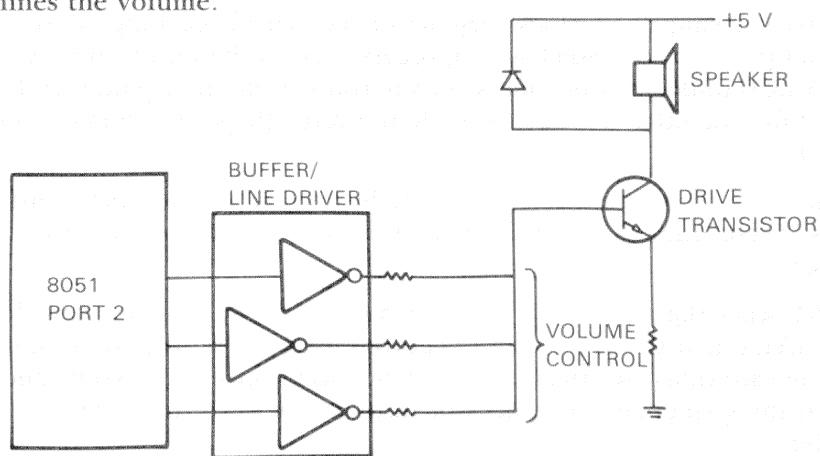 mines the volume.
+5 V
SPEAKER
BUFFER/
LINE DRIVER
DRIVE
TRANSISTOR
8051
PORT 2
VOLUME
CONTROL